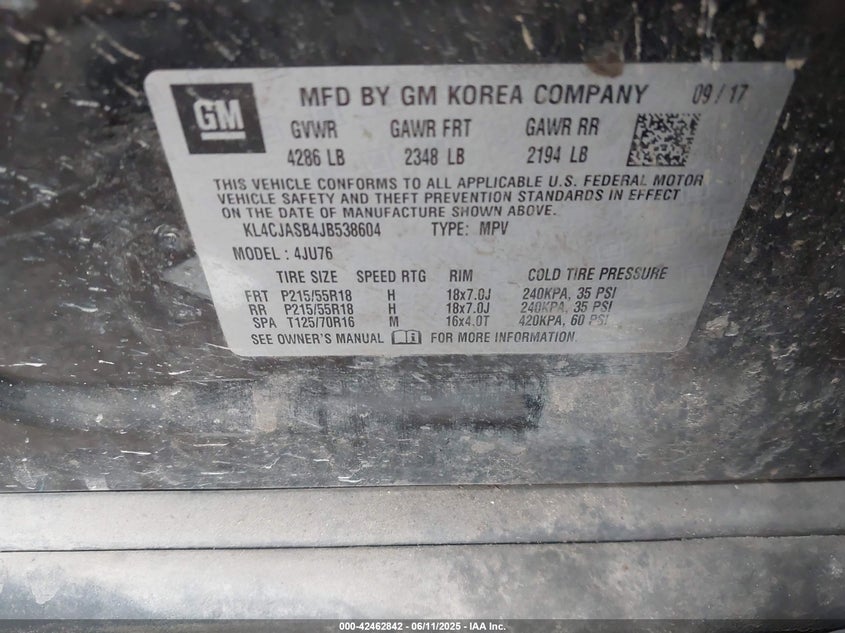 GM
MFD BY GM KOREA COMPANY 09/17
GVWR GAWR FRT GAWR RR
4286 LB 2348 LB 2194 LB
THIS VEHICLE CONFORMS TO ALL APPLICABLE U.S. FEDERAL MOTOR
VEHICLE SAFETY AND THEFT PREVENTION STANDARDS IN EFFECT
ON THE DATE OF MANUFACTURE SHOWN ABOVE.
KL4CJASB4JB538604 TYPE: MPV
MODEL: 4JU76
TIRE SIZE SPEED RTG RIM COLD TIRE PRESSURE
FRT P215/55R18 H 18x7.0J 240KPA, 35 PSI
RR P215/55R18 H 18x7.0J 240KPA, 35 PSI
SPA T125/70R16 M 16x4.0T 420KPA, 60 PSI
SEE OWNER'S MANUAL FOR MORE INFORMATION.
000-42462842 - 06/11/2025 - IAA Inc.